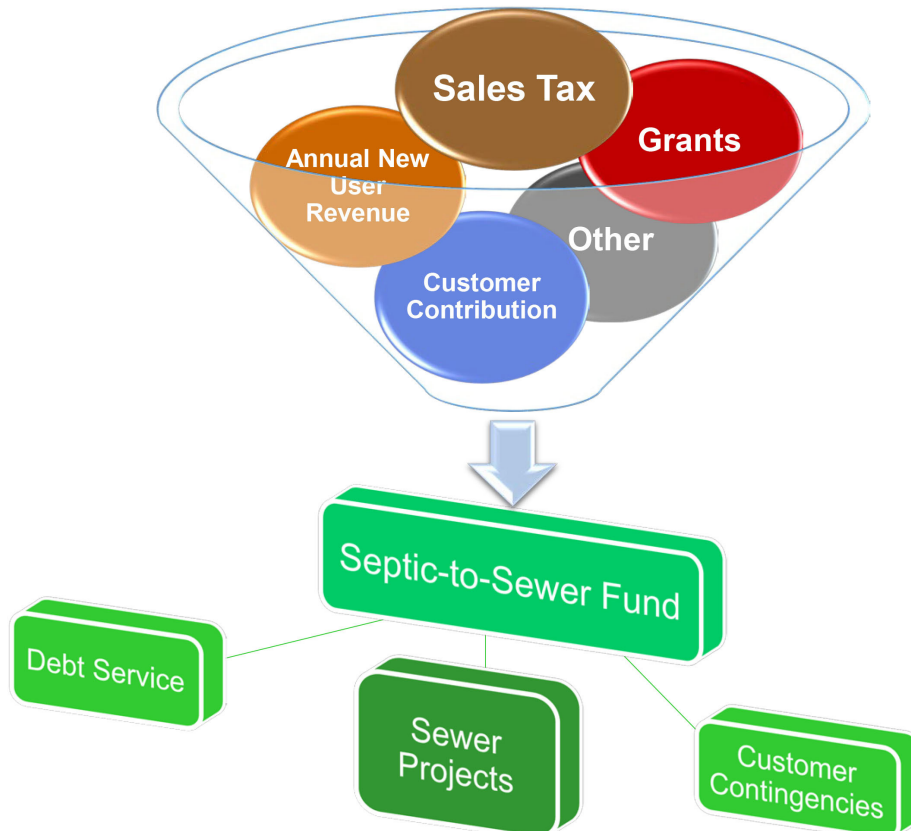 Sales Tax
Grants
Annual New
User
Revenue
Other
Customer
Contribution
Septic-to-Sewer Fund
Debt Service
Sewer
Projects
Customer
Contingencies